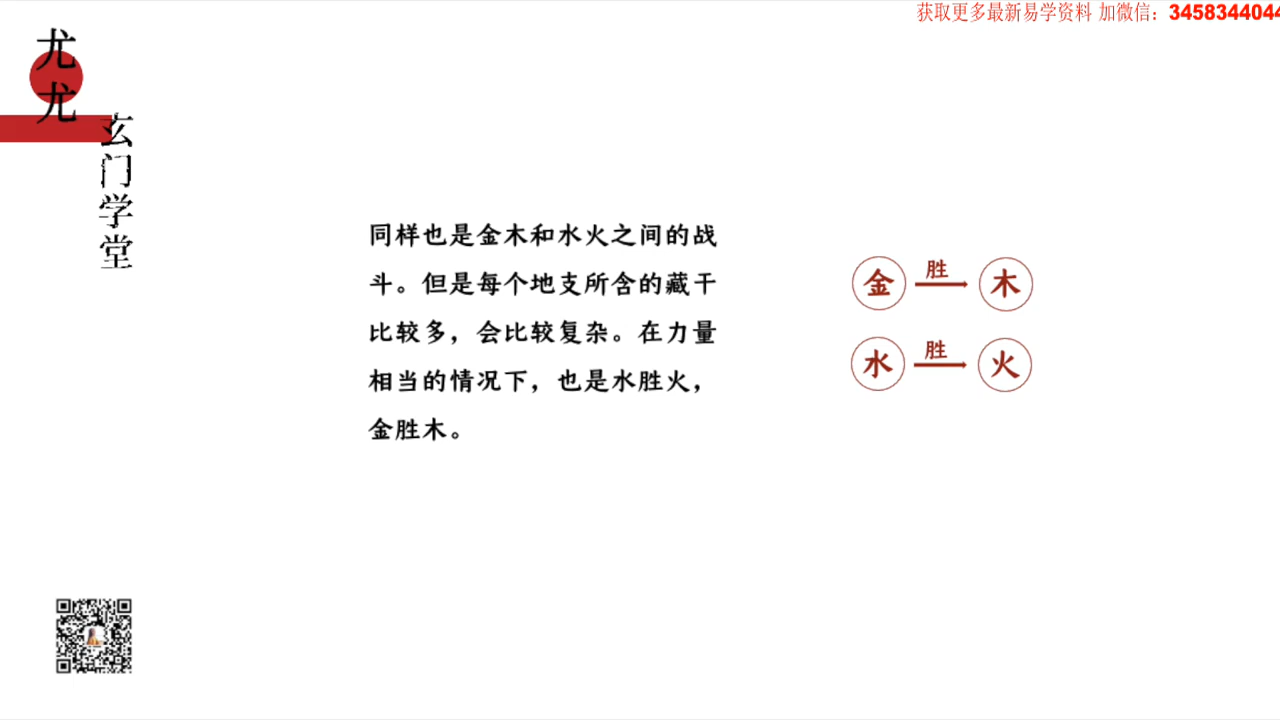 获取更多最新易学资料 加微信：3458344044
尤
尤
玄
门
学
堂
同样也是金木和水火之间的战
斗。但是每个地支所含的藏干
比较多，会比较复杂。在力量
相当的情况下，也是水胜火，
金胜木。
金 胜 木
水 胜 火